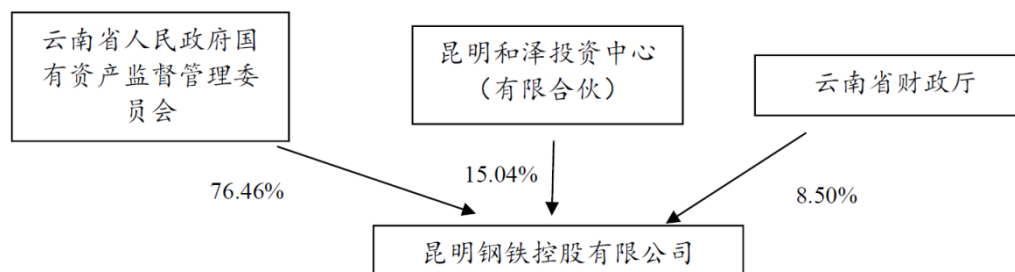 云南省人民政府国
有资产监督管理委
员会
昆明和泽投资中心
（有限合伙）
云南省财政厅
76.46%
15.04%
8.50%
昆明钢铁控股有限公司